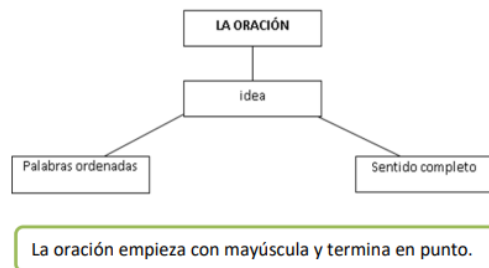 LA ORACIÓN
idea
Palabras ordenadas
Sentido completo
La oración empieza con mayúscula y termina en punto.